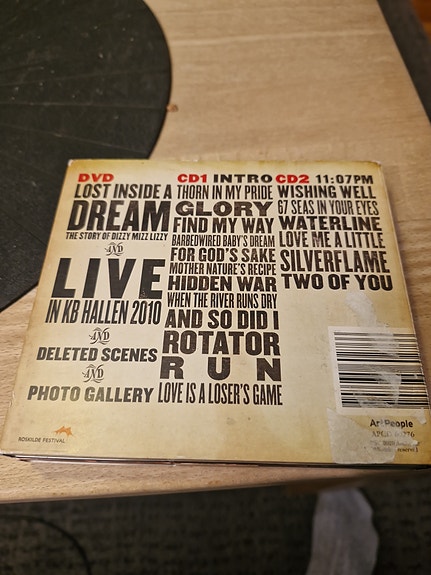 DVD
LOST INSIDE A
DREAM
THE STORY OF DIZZY MIZZ LIZZY
AND
LIVE
IN KB HALLEN 2010
AND
DELETED SCENES
AND
PHOTO GALLERY
ROSKILDE FESTIVAL
CD1 INTRO
THORN IN MY PRIDE
GLORY
FIND MY WAY
BARBEDWIRED BABY'S DREAM
FOR GOD'S SAKE
MOTHER NATURE'S RECIPE
HIDDEN WAR
WHEN THE RIVER RUNS DRY
AND SO DID I
ROTATOR
RUN
LOVE IS A LOSER'S GAME
CD2 11:07PM
WISHING WELL
67 SEAS IN YOUR EYES
WATERLINE
LOVE ME A LITTLE
SILVERFLAME
TWO OF YOU
ArtPeople